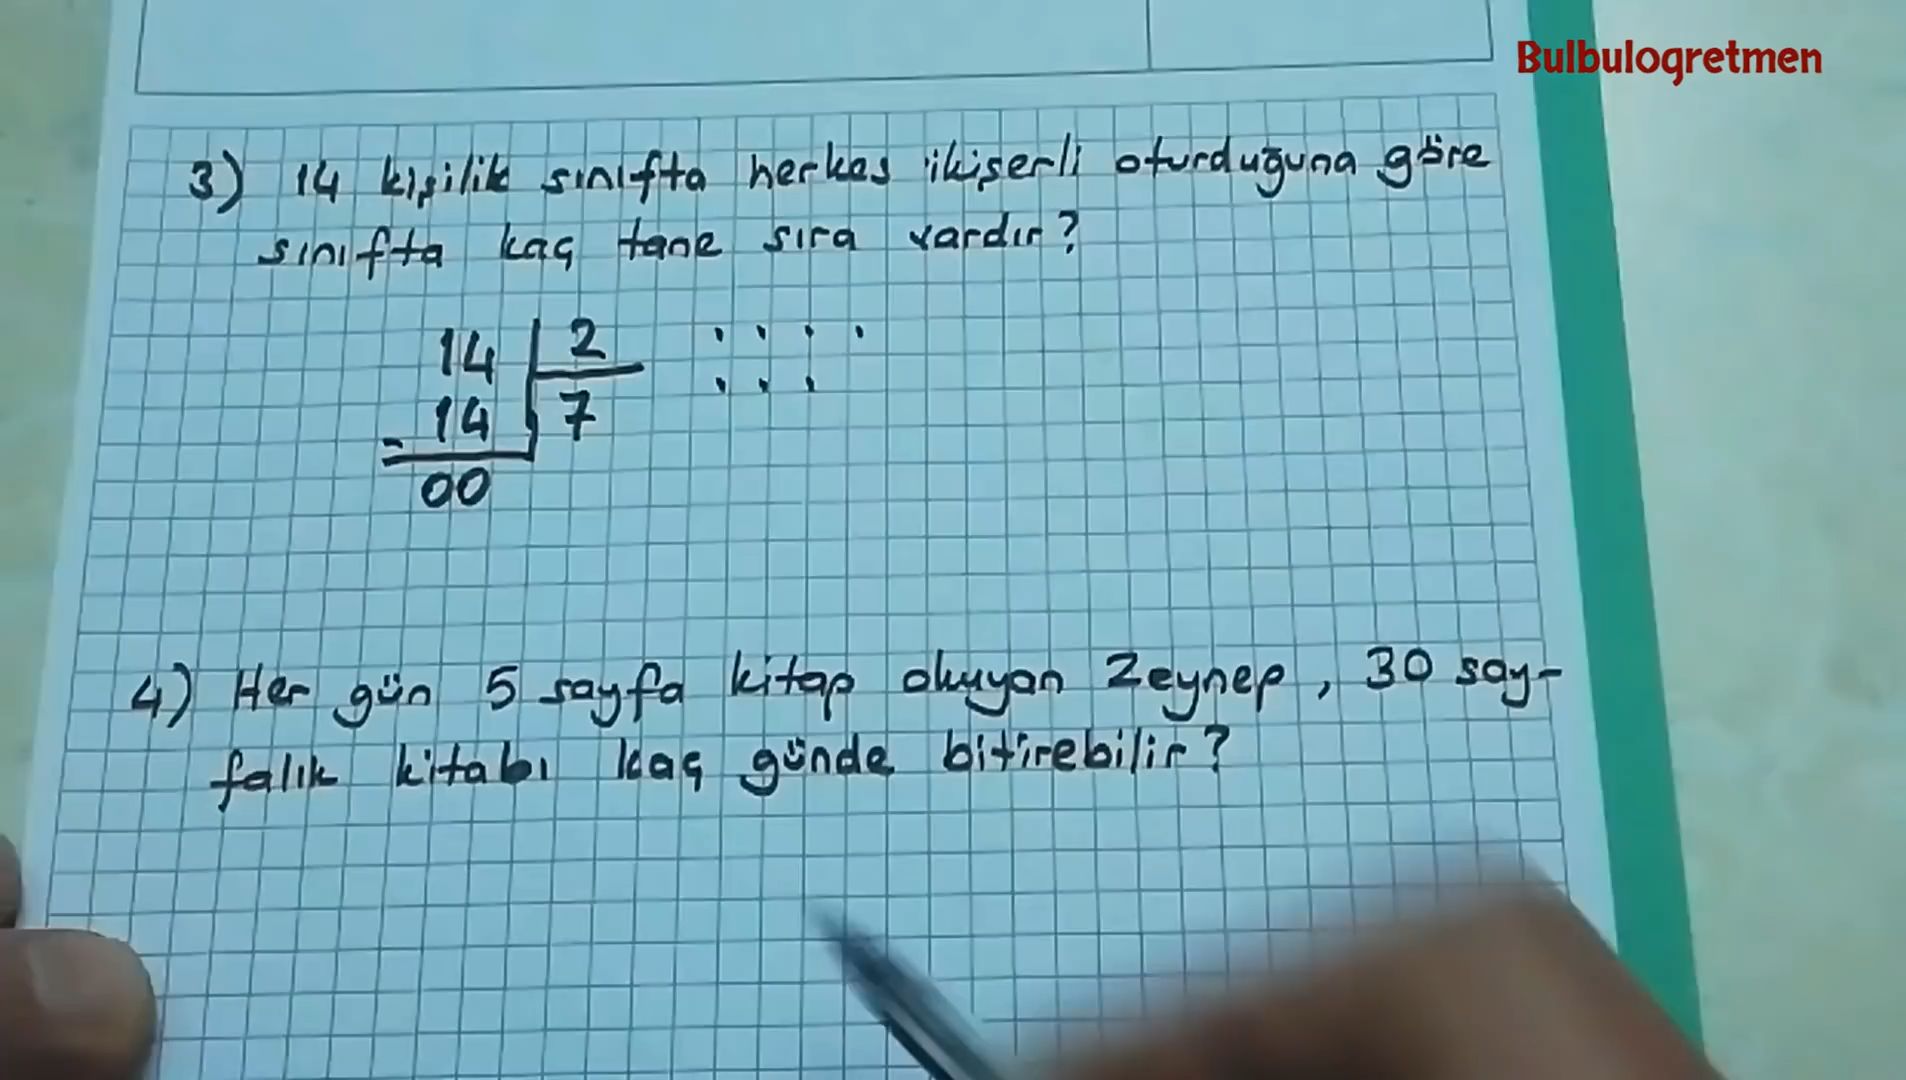 Bulbulogretmen
3) 14 kişilik sınıfta herkes ikişerli oturduğuna göre
sınıfta kaç tane sıra vardır?
14 2
- 14 7
00
4) Her gün 5 sayfa kitap okuyan Zeynep, 30 say-
falık kitabı kaç günde bitirebilir?